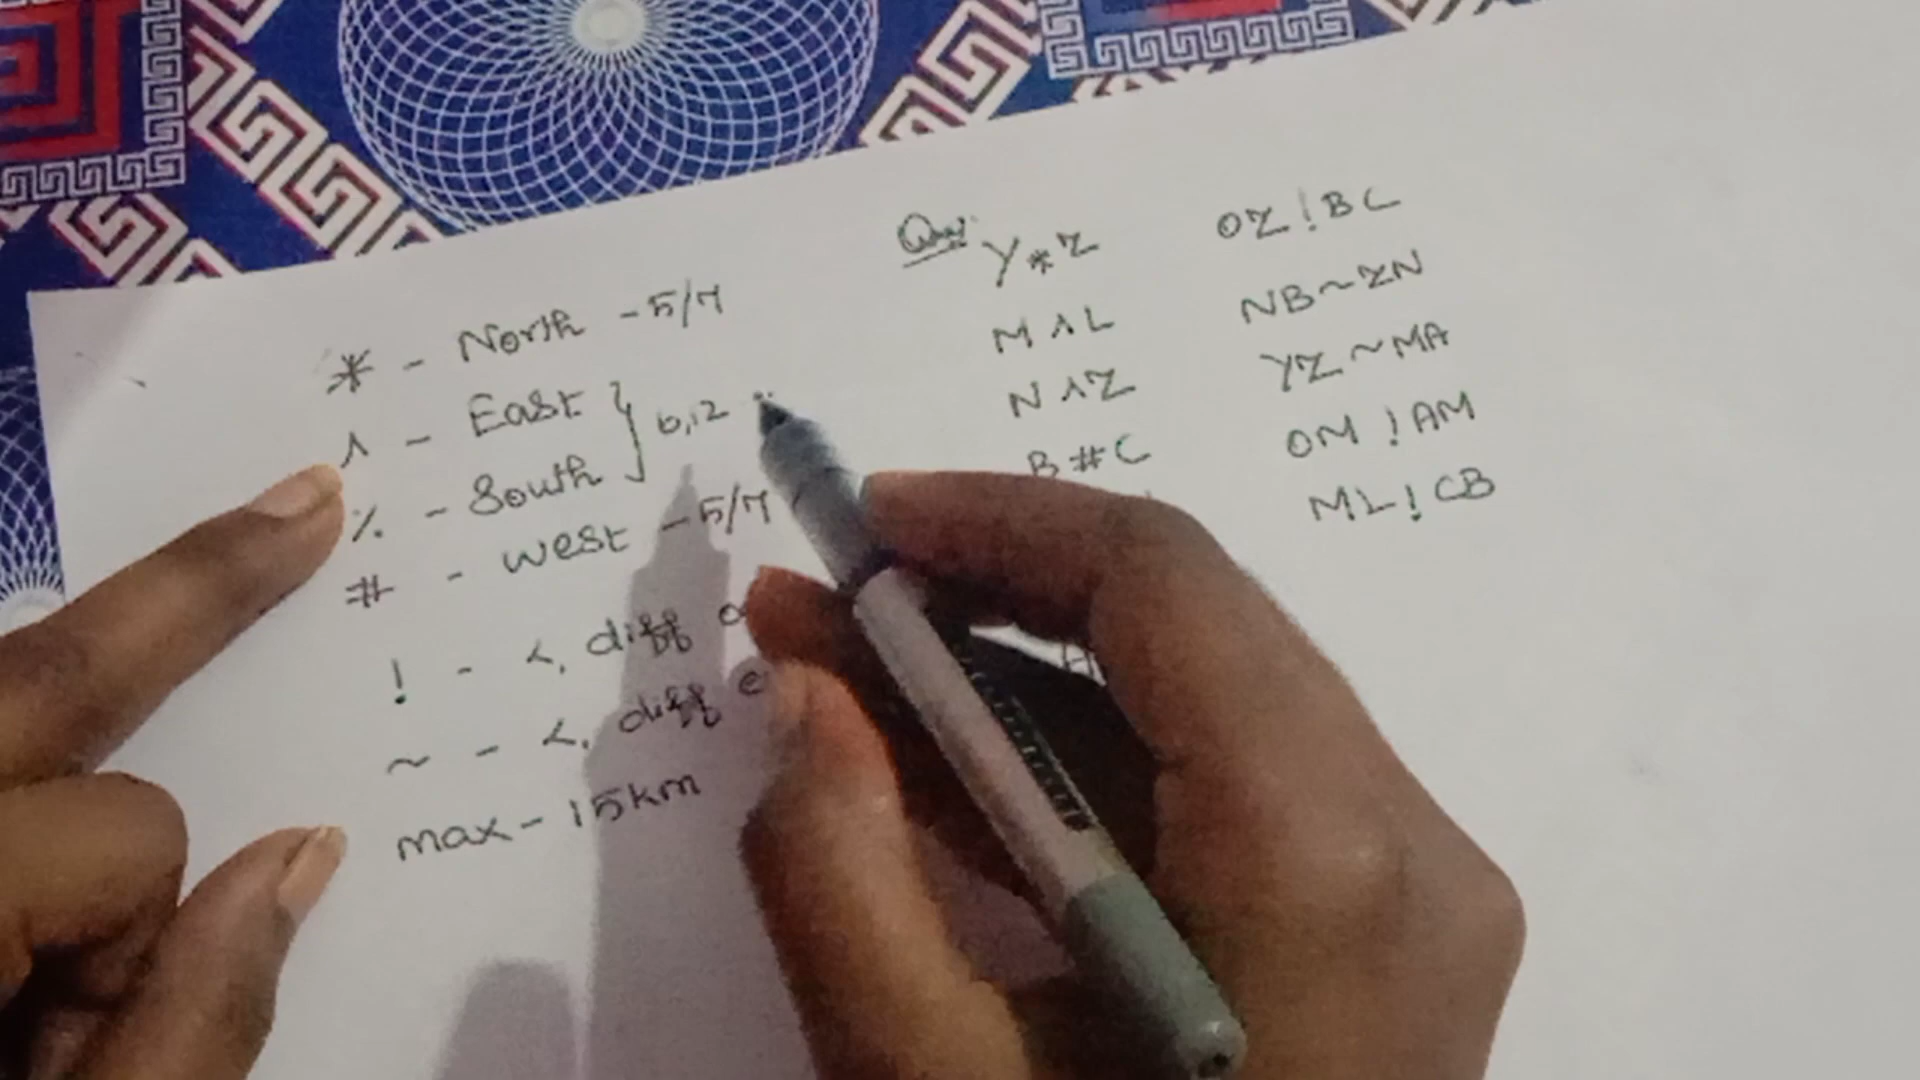 * - North - 5/7
^ - East } 6,12
% - South
# - west - 5/7
! - <, diff
~ - <, diff
max - 15km
Que:
Y * Z
M ^ L
N ^ Z
B # C
OZ ! BC
NB ~ ZN
YZ ~ MA
OM ! AM
ML ! CB